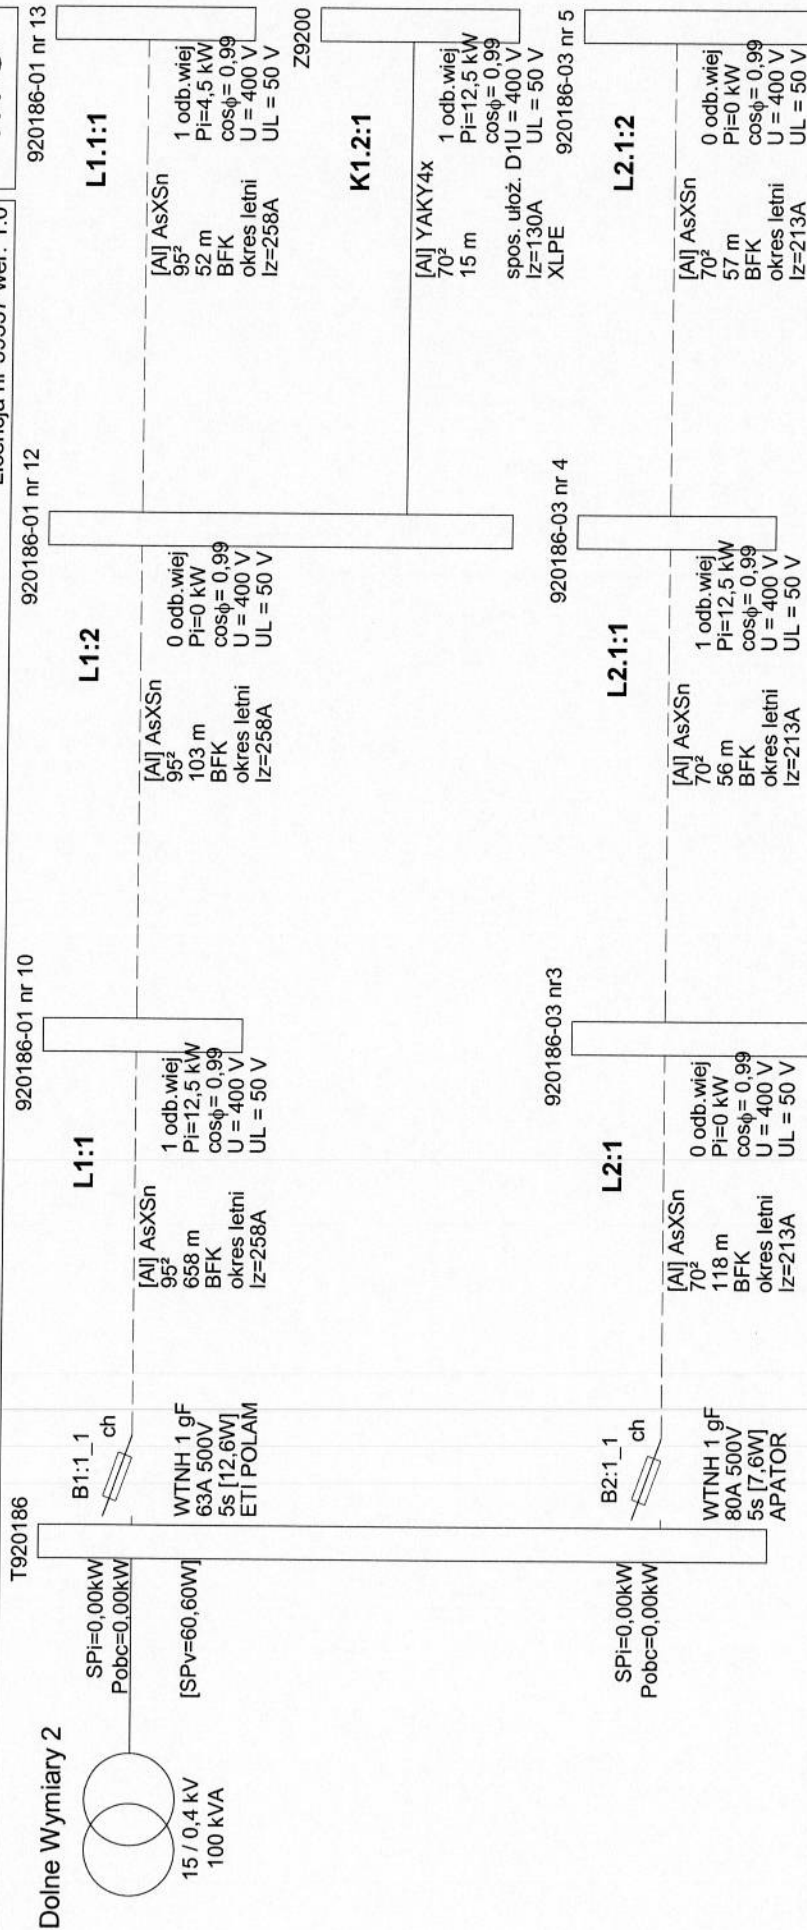 Dolne Wymiary 2
15 / 0,4 kV
100 kVA
T920186
SPi=0,00kW
Pobc=0,00kW
[SPv=60,60W]
B1:1_1
ch
WTNH 1 gF
63A 500V
5s [12,6W]
ETI POLAM
L1:1
[Al] AsXSn
95²
658 m
BFK
okres letni
Iz=258A
920186-01 nr 10
1 odb.wiej
Pi=12,5 kW
cosϕ= 0,99
U = 400 V
UL = 50 V
L1:2
[Al] AsXSn
95²
103 m
BFK
okres letni
Iz=258A
920186-01 nr 12
0 odb.wiej
Pi=0 kW
cosϕ= 0,99
U = 400 V
UL = 50 V
L1.1:1
[Al] AsXSn
95²
52 m
BFK
okres letni
Iz=258A
920186-01 nr 13
1 odb.wiej
Pi=4,5 kW
cosϕ= 0,99
U = 400 V
UL = 50 V
K1.2:1
[Al] YAKY4x
70²
15 m
spos. ułoż. D1
Iz=130A
XLPE
Z9200
1 odb.wiej
Pi=12,5 kW
cosϕ= 0,99
U = 400 V
UL = 50 V
SPi=0,00kW
Pobc=0,00kW
B2:1_1
ch
WTNH 1 gF
80A 500V
5s [7,6W]
APATOR
L2:1
[Al] AsXSn
70²
118 m
BFK
okres letni
Iz=213A
920186-03 nr3
0 odb.wiej
Pi=0 kW
cosϕ= 0,99
U = 400 V
UL = 50 V
L2.1:1
[Al] AsXSn
70²
56 m
BFK
okres letni
Iz=213A
920186-03 nr 4
1 odb.wiej
Pi=12,5 kW
cosϕ= 0,99
U = 400 V
UL = 50 V
L2.1:2
[Al] AsXSn
70²
57 m
BFK
okres letni
Iz=213A
920186-03 nr 5
0 odb.wiej
Pi=0 kW
cosϕ= 0,99
U = 400 V
UL = 50 V